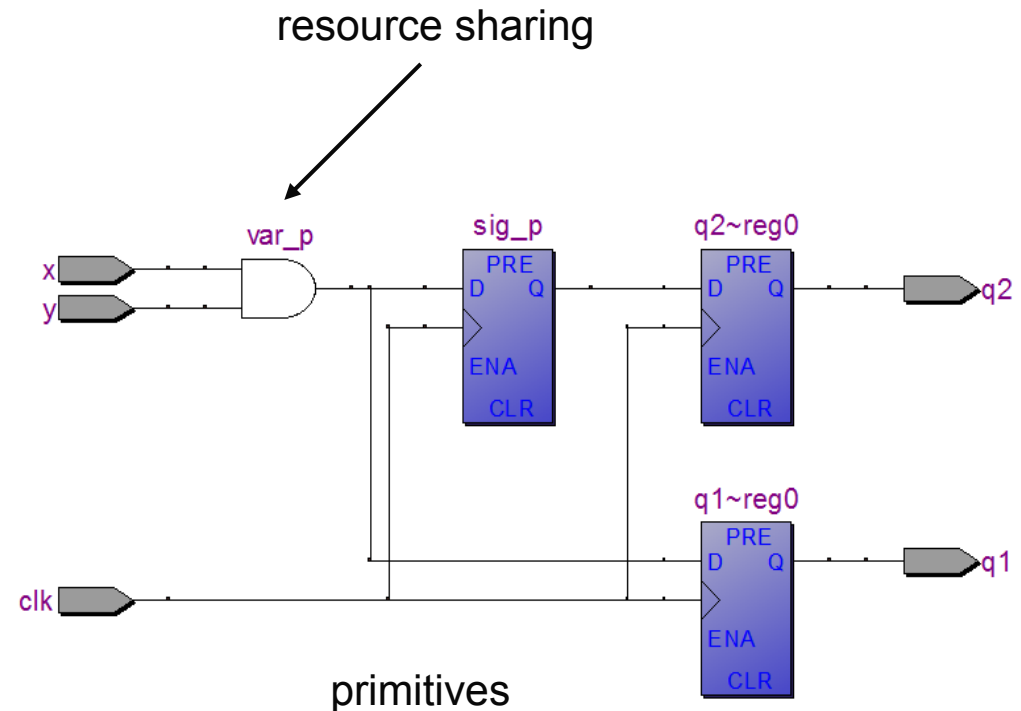 resource sharing
var_p
sig_p
q2~reg0
x
y
PRE
D Q
ENA
CLR
PRE
D Q
ENA
CLR
q2
q1~reg0
PRE
D Q
ENA
CLR
q1
clk
primitives